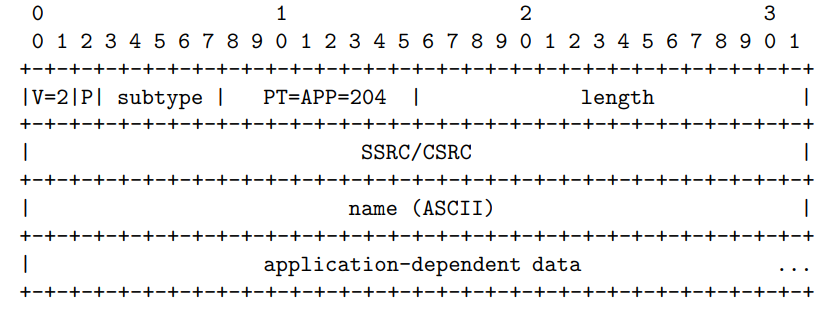 0                   1                   2                   3
 0 1 2 3 4 5 6 7 8 9 0 1 2 3 4 5 6 7 8 9 0 1 2 3 4 5 6 7 8 9 0 1
+-+-+-+-+-+-+-+-+-+-+-+-+-+-+-+-+-+-+-+-+-+-+-+-+-+-+-+-+-+-+-+-+
|V=2|P| subtype |   PT=APP=204  |             length            |
+-+-+-+-+-+-+-+-+-+-+-+-+-+-+-+-+-+-+-+-+-+-+-+-+-+-+-+-+-+-+-+-+
|                           SSRC/CSRC                           |
+-+-+-+-+-+-+-+-+-+-+-+-+-+-+-+-+-+-+-+-+-+-+-+-+-+-+-+-+-+-+-+-+
|                          name (ASCII)                         |
+-+-+-+-+-+-+-+-+-+-+-+-+-+-+-+-+-+-+-+-+-+-+-+-+-+-+-+-+-+-+-+-+
|                   application-dependent data                ...
+-+-+-+-+-+-+-+-+-+-+-+-+-+-+-+-+-+-+-+-+-+-+-+-+-+-+-+-+-+-+-+-+